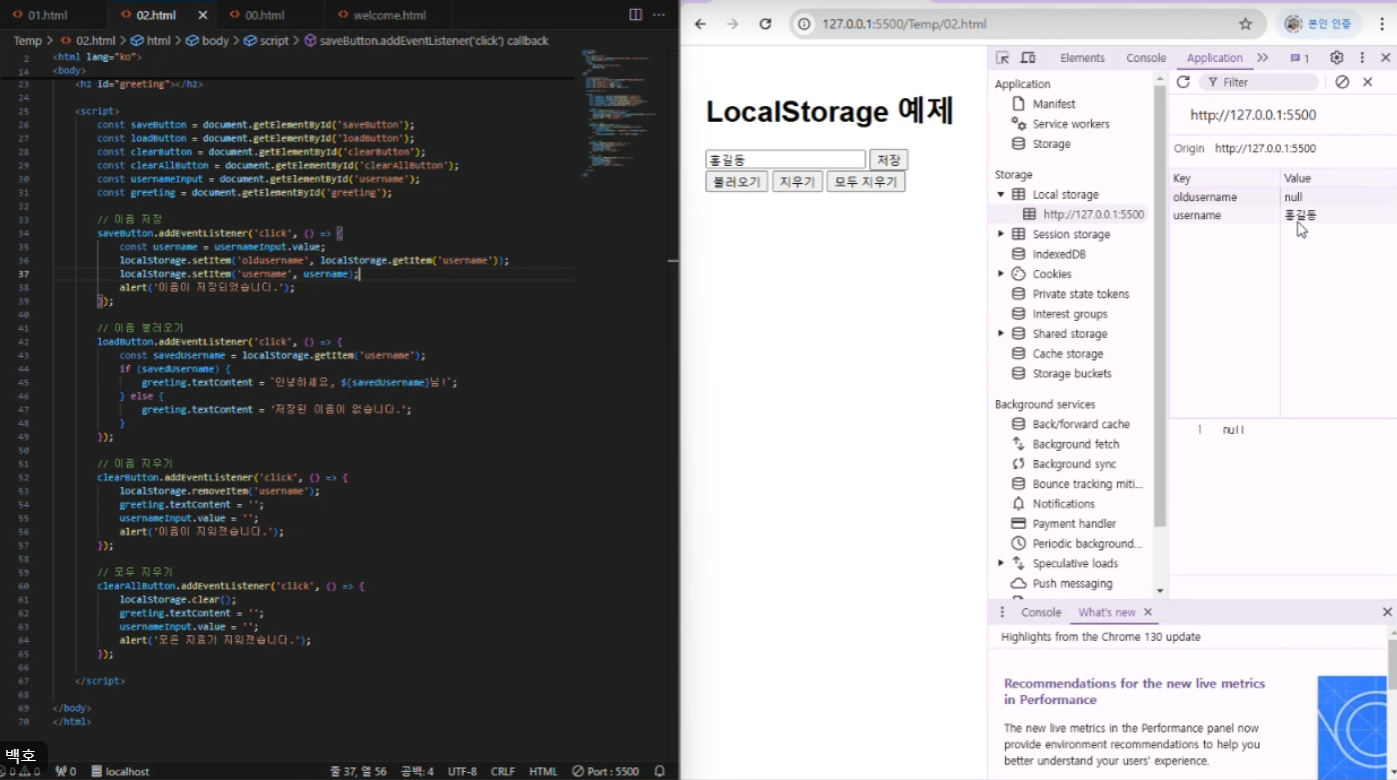 01.html
02.html
00.html
welcome.html
Temp > 02.html > html > body > script > saveButton.addEventListener('click') callback
2 <html lang="ko">
14 <body>
23 <h2 id="greeting"></h2>
24
25 <script>
26 const saveButton = document.getElementById('saveButton');
27 const loadButton = document.getElementById('loadButton');
28 const clearButton = document.getElementById('clearButton');
29 const clearAllButton = document.getElementById('clearAllButton');
30 const usernameInput = document.getElementById('username');
31 const greeting = document.getElementById('greeting');
32
33 // 이름 저장
34 saveButton.addEventListener('click', () => {
35 const username = usernameInput.value;
36 localStorage.setItem('oldusername', localStorage.getItem('username'));
37 localStorage.setItem('username', username);
38 alert('이름이 저장되었습니다.');
39 });
40
41 // 이름 불러오기
42 loadButton.addEventListener('click', () => {
43 const savedUsername = localStorage.getItem('username');
44 if (savedUsername) {
45 greeting.textContent = `안녕하세요, ${savedUsername}님!`;
46 } else {
47 greeting.textContent = '저장된 이름이 없습니다.';
48 }
49 });
50
51 // 이름 지우기
52 clearButton.addEventListener('click', () => {
53 localStorage.removeItem('username');
54 greeting.textContent = '';
55 usernameInput.value = '';
56 alert('이름이 지워졌습니다.');
57 });
58
59 // 모두 지우기
60 clearAllButton.addEventListener('click', () => {
61 localStorage.clear();
62 greeting.textContent = '';
63 usernameInput.value = '';
64 alert('모든 자료가 지워졌습니다.');
65 });
66
67 </script>
68
69 </body>
70 </html>
백호
0 0 0 localhost
줄 37, 열 56 공백: 4 UTF-8 CRLF HTML Port : 5500
127.0.0.1:5500/Temp/02.html
본인 인증
LocalStorage 예제
홍길동 저장
불러오기 지우기 모두 지우기
Elements Console Application 1
Application
Manifest
Service workers
Storage
Storage
Local storage
http://127.0.0.1:5500
Session storage
IndexedDB
Cookies
Private state tokens
Interest groups
Shared storage
Cache storage
Storage buckets
Background services
Back/forward cache
Background fetch
Background sync
Bounce tracking miti...
Notifications
Payment handler
Periodic background...
Speculative loads
Push messaging
Filter
http://127.0.0.1:5500
Origin http://127.0.0.1:5500
Key Value
oldusername null
username 홍길동
1 null
Console What's new
Highlights from the Chrome 130 update
Recommendations for the new live metrics
in Performance
The new live metrics in the Performance panel now
provide environment recommendations to help you
better understand your users' experience.